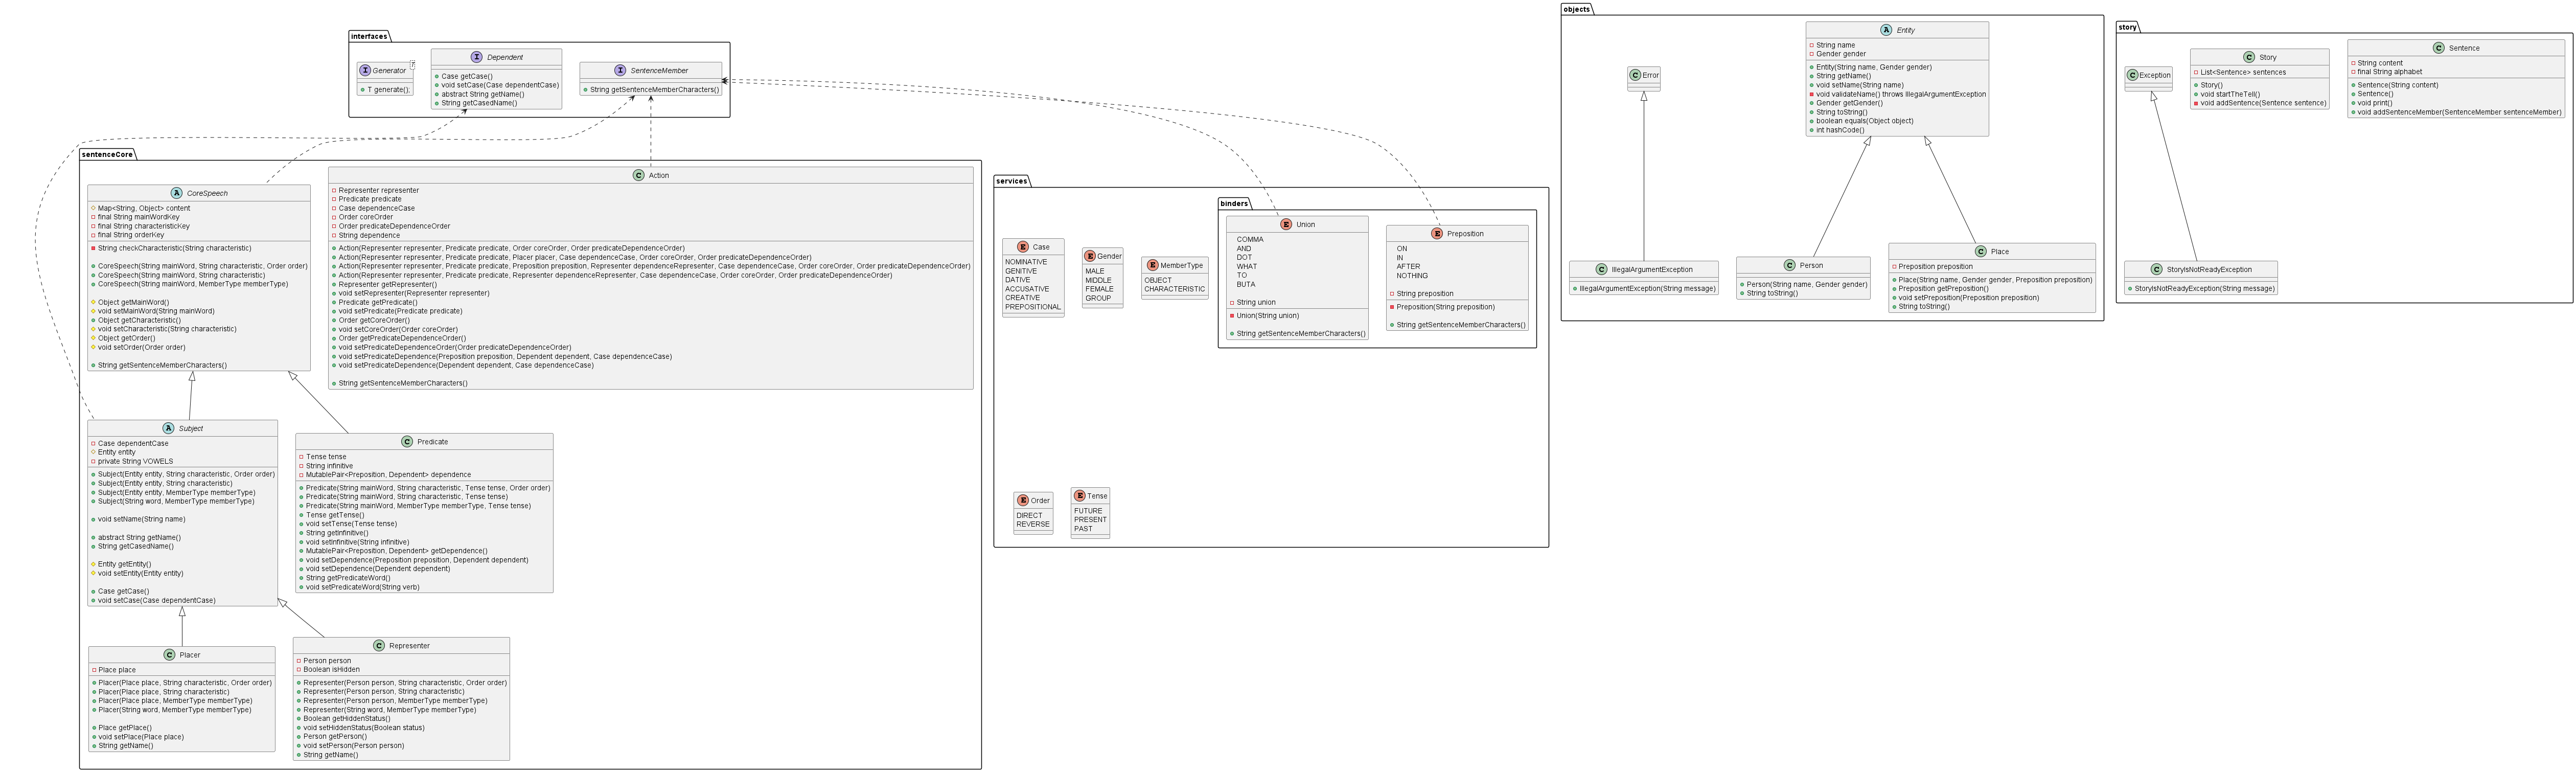 interfaces
I Generator T
T generate();
I Dependent
Case getCase()
void setCase(Case dependentCase)
abstract String getName()
String getCasedName()
I SentenceMember
String getSentenceMemberCharacters()
sentenceCore
A CoreSpeech
Map<String, Object> content
final String mainWordKey
final String characteristicKey
final String orderKey
String checkCharacteristic(String characteristic)
CoreSpeech(String mainWord, String characteristic, Order order)
CoreSpeech(String mainWord, String characteristic)
CoreSpeech(String mainWord, MemberType memberType)
Object getMainWord()
void setMainWord(String mainWord)
Object getCharacteristic()
void setCharacteristic(String characteristic)
Object getOrder()
void setOrder(Order order)
String getSentenceMemberCharacters()
C Action
Representer representer
Predicate predicate
Case dependenceCase
Order coreOrder
Order predicateDependenceOrder
String dependence
Action(Representer representer, Predicate predicate, Order coreOrder, Order predicateDependenceOrder)
Action(Representer representer, Predicate predicate, Placer placer, Case dependenceCase, Order coreOrder, Order predicateDependenceOrder)
Action(Representer representer, Predicate predicate, Preposition preposition, Representer dependenceRepresenter, Case dependenceCase, Order coreOrder, Order predicateDependenceOrder)
Action(Representer representer, Predicate predicate, Representer dependenceRepresenter, Case dependenceCase, Order coreOrder, Order predicateDependenceOrder)
Representer getRepresenter()
void setRepresenter(Representer representer)
Predicate getPredicate()
void setPredicate(Predicate predicate)
Order getCoreOrder()
void setCoreOrder(Order coreOrder)
Order getPredicateDependenceOrder()
void setPredicateDependenceOrder(Order predicateDependenceOrder)
void setPredicateDependence(Preposition preposition, Dependent dependent, Case dependenceCase)
void setPredicateDependence(Dependent dependent, Case dependenceCase)
String getSentenceMemberCharacters()
A Subject
Case dependentCase
Entity entity
private String VOWELS
Subject(Entity entity, String characteristic, Order order)
Subject(Entity entity, String characteristic)
Subject(Entity entity, MemberType memberType)
Subject(String word, MemberType memberType)
void setName(String name)
abstract String getName()
String getCasedName()
Entity getEntity()
void setEntity(Entity entity)
Case getCase()
void setCase(Case dependentCase)
C Predicate
Tense tense
String infinitive
MutablePair<Preposition, Dependent> dependence
Predicate(String mainWord, String characteristic, Tense tense, Order order)
Predicate(String mainWord, String characteristic, Tense tense)
Predicate(String mainWord, MemberType memberType, Tense tense)
Tense getTense()
void setTense(Tense tense)
String getInfinitive()
void setInfinitive(String infinitive)
MutablePair<Preposition, Dependent> getDependence()
void setDependence(Preposition preposition, Dependent dependent)
void setDependence(Dependent dependent)
String getPredicateWord()
void setPredicateWord(String verb)
C Placer
Place place
Placer(Place place, String characteristic, Order order)
Placer(Place place, String characteristic)
Placer(Place place, MemberType memberType)
Placer(String word, MemberType memberType)
Place getPlace()
void setPlace(Place place)
String getName()
C Representer
Person person
Boolean isHidden
Representer(Person person, String characteristic, Order order)
Representer(Person person, String characteristic)
Representer(Person person, MemberType memberType)
Representer(String word, MemberType memberType)
Boolean getHiddenStatus()
void setHiddenStatus(Boolean status)
Person getPerson()
void setPerson(Person person)
String getName()
services
E Case
NOMINATIVE
GENITIVE
DATIVE
ACCUSATIVE
CREATIVE
PREPOSITIONAL
E Gender
MALE
MIDDLE
FEMALE
GROUP
E MemberType
OBJECT
CHARACTERISTIC
binders
E Union
COMMA
AND
DOT
WHAT
TO
BUTA
String union
Union(String union)
String getSentenceMemberCharacters()
E Preposition
ON
IN
AFTER
NOTHING
String preposition
Preposition(String preposition)
String getSentenceMemberCharacters()
E Order
DIRECT
REVERSE
E Tense
FUTURE
PRESENT
PAST
objects
C Error
A Entity
String name
Gender gender
Entity(String name, Gender gender)
String getName()
void setName(String name)
void validateName() throws IllegalArgumentException
Gender getGender()
String toString()
boolean equals(Object object)
int hashCode()
C IllegalArgumentException
IllegalArgumentException(String message)
C Person
Person(String name, Gender gender)
String toString()
C Place
Preposition preposition
Place(String name, Gender gender, Preposition preposition)
Preposition getPreposition()
void setPreposition(Preposition preposition)
String toString()
story
C Exception
C Story
List<Sentence> sentences
Story()
void startTheTell()
void addSentence(Sentence sentence)
C Sentence
String content
final String alphabet
Sentence(String content)
Sentence()
void print()
void addSentenceMember(SentenceMember sentenceMember)
C StoryIsNotReadyException
StoryIsNotReadyException(String message)